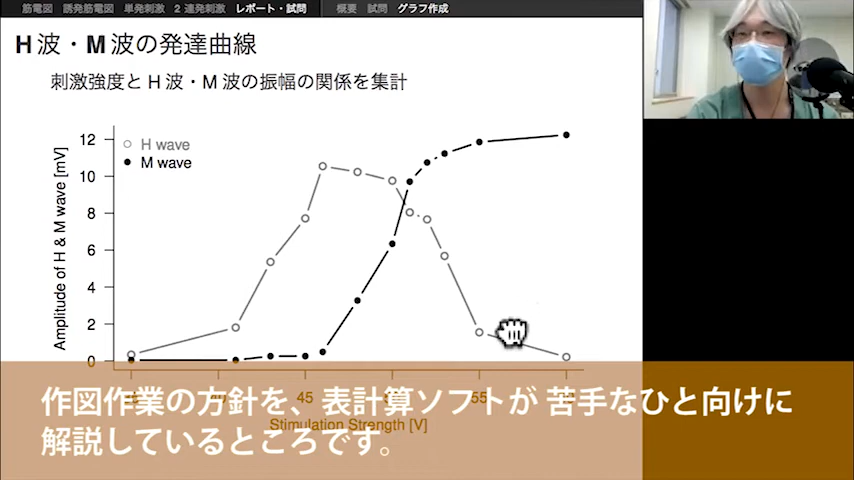 筋電図 誘発筋電図 単発刺激 2 連発刺激 レポート・試問 概要 試問 グラフ作成
H 波・M 波の発達曲線
刺激強度と H 波・M 波の振幅の関係を集計
H wave
M wave
Amplitude of H & M wave [mV]
12
10
8
6
4
2
0
45
55
Stimulation Strength [V]
作図作業の方針を、表計算ソフトが 苦手なひと向けに
解説しているところです。